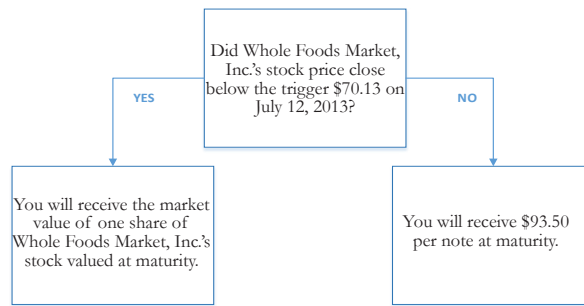 Did Whole Foods Market,
Inc.'s stock price close
below the trigger $70.13 on
July 12, 2013?
YES
NO
You will receive the market
value of one share of
Whole Foods Market, Inc.'s
stock valued at maturity.
You will receive $93.50
per note at maturity.